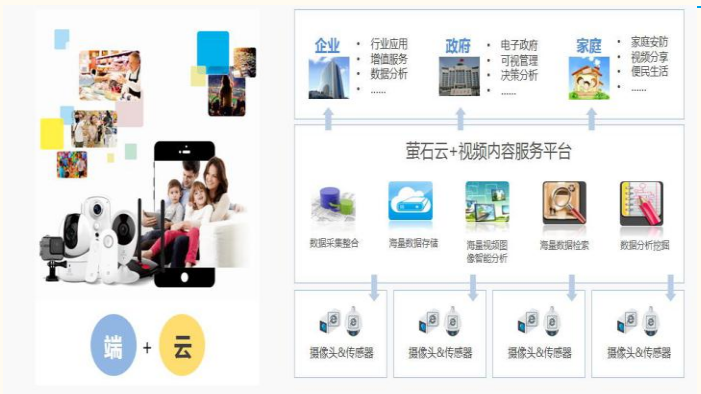 端 + 云
企业
• 行业应用
• 增值服务
• 数据分析
• ……
政府
• 电子政府
• 可视管理
• 决策分析
• ……
家庭
• 家庭安防
• 视频分享
• 便民生活
• ……
萤石云+视频内容服务平台
数据采集整合
海量数据存储
海量视频图
像智能分析
海量数据检索
数据分析挖掘
摄像头&传感器
摄像头&传感器
摄像头&传感器
摄像头&传感器